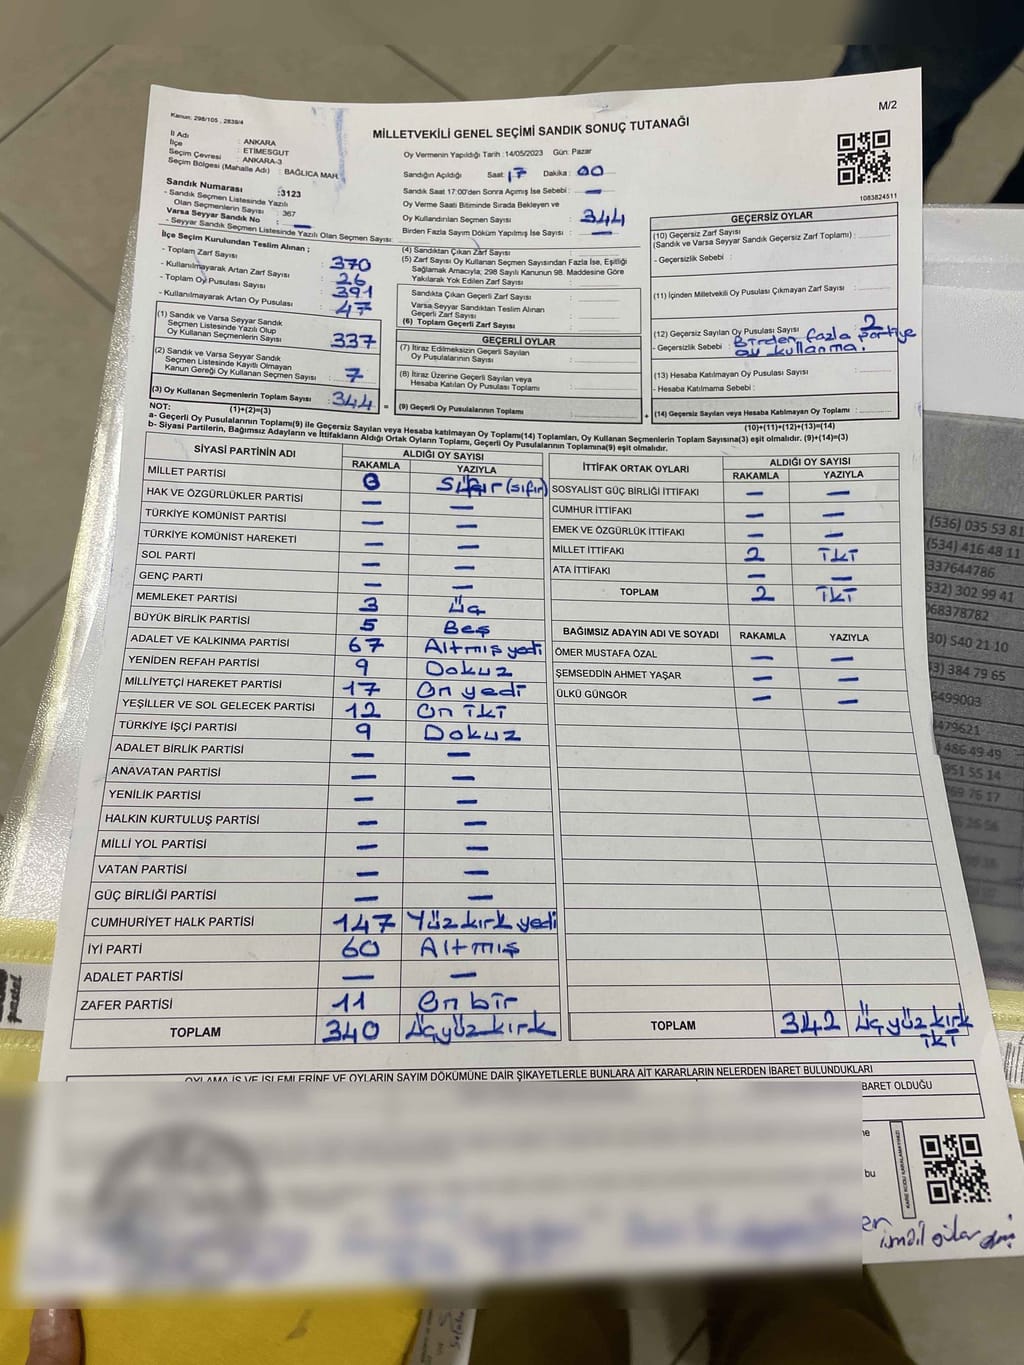 Kanun: 298/105 , 2839/4
M/2
MİLLETVEKİLİ GENEL SEÇİMİ SANDIK SONUÇ TUTANAĞI
İl Adı : ANKARA
İlçe : ETİMESGUT
Seçim Çevresi : ANKARA-3
Seçim Bölgesi (Mahalle Adı) : BAĞLICA MAH.
Sandık Numarası :3123
- Sandık Seçmen Listesinde Yazılı
Olan Seçmenlerin Sayısı : 367
Varsa Seyyar Sandık No : —
- Seyyar Sandık Seçmen Listesinde Yazılı Olan Seçmen Sayısı:
Oy Vermenin Yapıldığı Tarih :14/05/2023 Gün: Pazar
Sandığın Açıldığı Saat : 17 Dakika : 00
Sandık Saat 17:00'den Sonra Açımış İse Sebebi : —
Oy Verme Saati Bitiminde Sırada Bekleyen ve
Oy Kullandırılan Seçmen Sayısı : 344
Birden Fazla Sayım Döküm Yapılmış İse Sayısı : —
1083824511
İlçe Seçim Kurulundan Teslim Alınan ;
- Toplam Zarf Sayısı : 370
- Kullanılmayarak Artan Zarf Sayısı : 26
- Toplam Oy Pusulası Sayısı : 391
- Kullanılmayarak Artan Oy Pusulası : 47
(1) Sandık ve Varsa Seyyar Sandık
Seçmen Listesinde Yazılı Olup
Oy Kullanan Seçmenlerin Sayısı : 337
(2) Sandık ve Varsa Seyyar Sandık
Seçmen Listesinde Kayıtlı Olmayan
Kanun Gereği Oy Kullanan Seçmen Sayısı : 7
(3) Oy Kullanan Seçmenlerin Toplam Sayısı : 344
(4) Sandıktan Çıkan Zarf Sayısı :
(5) Zarf Sayısı Oy Kullanan Seçmen Sayısından Fazla İse, Eşitliği
Sağlamak Amacıyla; 298 Sayılı Kanunun 98. Maddesine Göre
Yakılarak Yok Edilen Zarf Sayısı :
Sandıkta Çıkan Geçerli Zarf Sayısı :
Varsa Seyyar Sandıktan Teslim Alınan
Geçerli Zarf Sayısı :
(6) Toplam Geçerli Zarf Sayısı :
GEÇERLİ OYLAR
(7) İtiraz Edilmeksizin Geçerli Sayılan
Oy Pusulalarının Sayısı :
(8) İtiraz Üzerine Geçerli Sayılan veya
Hesaba Katılan Oy Pusulası Toplamı :
= (9) Geçerli Oy Pusulalarının Toplamı : +
GEÇERSİZ OYLAR
(10) Geçersiz Zarf Sayısı
(Sandık ve Varsa Seyyar Sandık Geçersiz Zarf Toplamı) :
- Geçersizlik Sebebi :
(11) İçinden Milletvekili Oy Pusulası Çıkmayan Zarf Sayısı :
(12) Geçersiz Sayılan Oy Pusulası Sayısı : 2
- Geçersizlik Sebebi : Birden fazla partiye
oy kullanma.
(13) Hesaba Katılmayan Oy Pusulası Sayısı :
- Hesaba Katılmama Sebebi :
(14) Geçersiz Sayılan veya Hesaba Katılmayan Oy Toplamı :
NOT: (1)+(2)=(3)
(10)+(11)+(12)+(13)=(14)
a- Geçerli Oy Pusulalarının Toplamı(9) ile Geçersiz Sayılan veya Hesaba Katılmayan Oy Toplamı(14) Toplamları, Oy Kullanan Seçmenlerin Toplam Sayısına(3) eşit olmalıdır. (9)+(14)=(3)
b- Siyasi Partilerin, Bağımsız Adayların ve İttifakların Aldığı Ortak Oyların Toplamı, Geçerli Oy Pusulalarının Toplamına(9) eşit olmalıdır.
SİYASİ PARTİNİN ADI ALDIĞI OY SAYISI
RAKAMLA YAZIYLA
MİLLET PARTİSİ 0 Sıfır (sıfır)
HAK VE ÖZGÜRLÜKLER PARTİSİ — —
TÜRKİYE KOMÜNİST PARTİSİ — —
TÜRKİYE KOMÜNİST HAREKETİ — —
SOL PARTİ — —
GENÇ PARTİ — —
MEMLEKET PARTİSİ 3 Üç
BÜYÜK BİRLİK PARTİSİ 5 Beş
ADALET VE KALKINMA PARTİSİ 67 Altmış yedi
YENİDEN REFAH PARTİSİ 9 Dokuz
MİLLİYETÇİ HAREKET PARTİSİ 17 On yedi
YEŞİLLER VE SOL GELECEK PARTİSİ 12 On iki
TÜRKİYE İŞÇİ PARTİSİ 9 Dokuz
ADALET BİRLİK PARTİSİ — —
ANAVATAN PARTİSİ — —
YENİLİK PARTİSİ — —
HALKIN KURTULUŞ PARTİSİ — —
MİLLİ YOL PARTİSİ — —
VATAN PARTİSİ — —
GÜÇ BİRLİĞİ PARTİSİ — —
CUMHURİYET HALK PARTİSİ 147 Yüz kırk yedi
İYİ PARTİ 60 Altmış
ADALET PARTİSİ — —
ZAFER PARTİSİ 11 On bir
TOPLAM 340 Üçyüz kırk
İTTİFAK ORTAK OYLARI ALDIĞI OY SAYISI
RAKAMLA YAZIYLA
SOSYALİST GÜÇ BİRLİĞİ İTTİFAKI — —
CUMHUR İTTİFAKI — —
EMEK VE ÖZGÜRLÜK İTTİFAKI — —
MİLLET İTTİFAKI 2 İKİ
ATA İTTİFAKI — —
TOPLAM 2 İKİ
BAĞIMSIZ ADAYIN ADI VE SOYADI RAKAMLA YAZIYLA
ÖMER MUSTAFA ÖZAL — —
ŞEMSEDDİN AHMET YAŞAR — —
ÜLKÜ GÜNGÖR — —
TOPLAM 342 Üçyüz kırk
İKİ
OYLAMA İŞ VE İŞLEMLERİNE VE OYLARIN SAYIM DÖKÜMÜNE DAİR ŞİKAYETLERLE BUNLARA AİT KARARLARIN NELERDEN İBARET BULUNDUKLARI
BARET OLDUĞU
bu
KARE KODU KARALAMAYINIZ!
ismail
(536) 035 53 81
(534) 416 48 11
337644786
532) 302 99 41
068378782
30) 540 21 10
3) 384 79 65
6499003
4479621
) 486 49 49
951 55 14
69 76 17